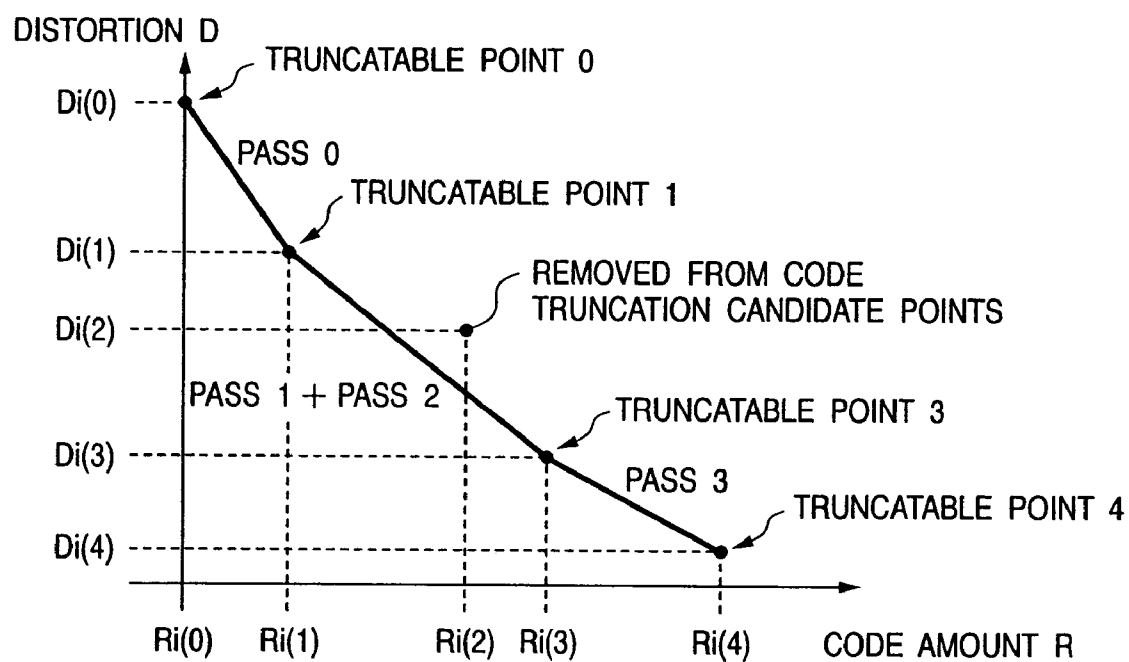 DISTORTION D
TRUNCATABLE POINT 0
Di(0)
PASS 0
TRUNCATABLE POINT 1
Di(1)
REMOVED FROM CODE
TRUNCATION CANDIDATE POINTS
Di(2)
PASS 1 + PASS 2
TRUNCATABLE POINT 3
Di(3)
PASS 3
TRUNCATABLE POINT 4
Di(4)
Ri(0) Ri(1) Ri(2) Ri(3) Ri(4) CODE AMOUNT R